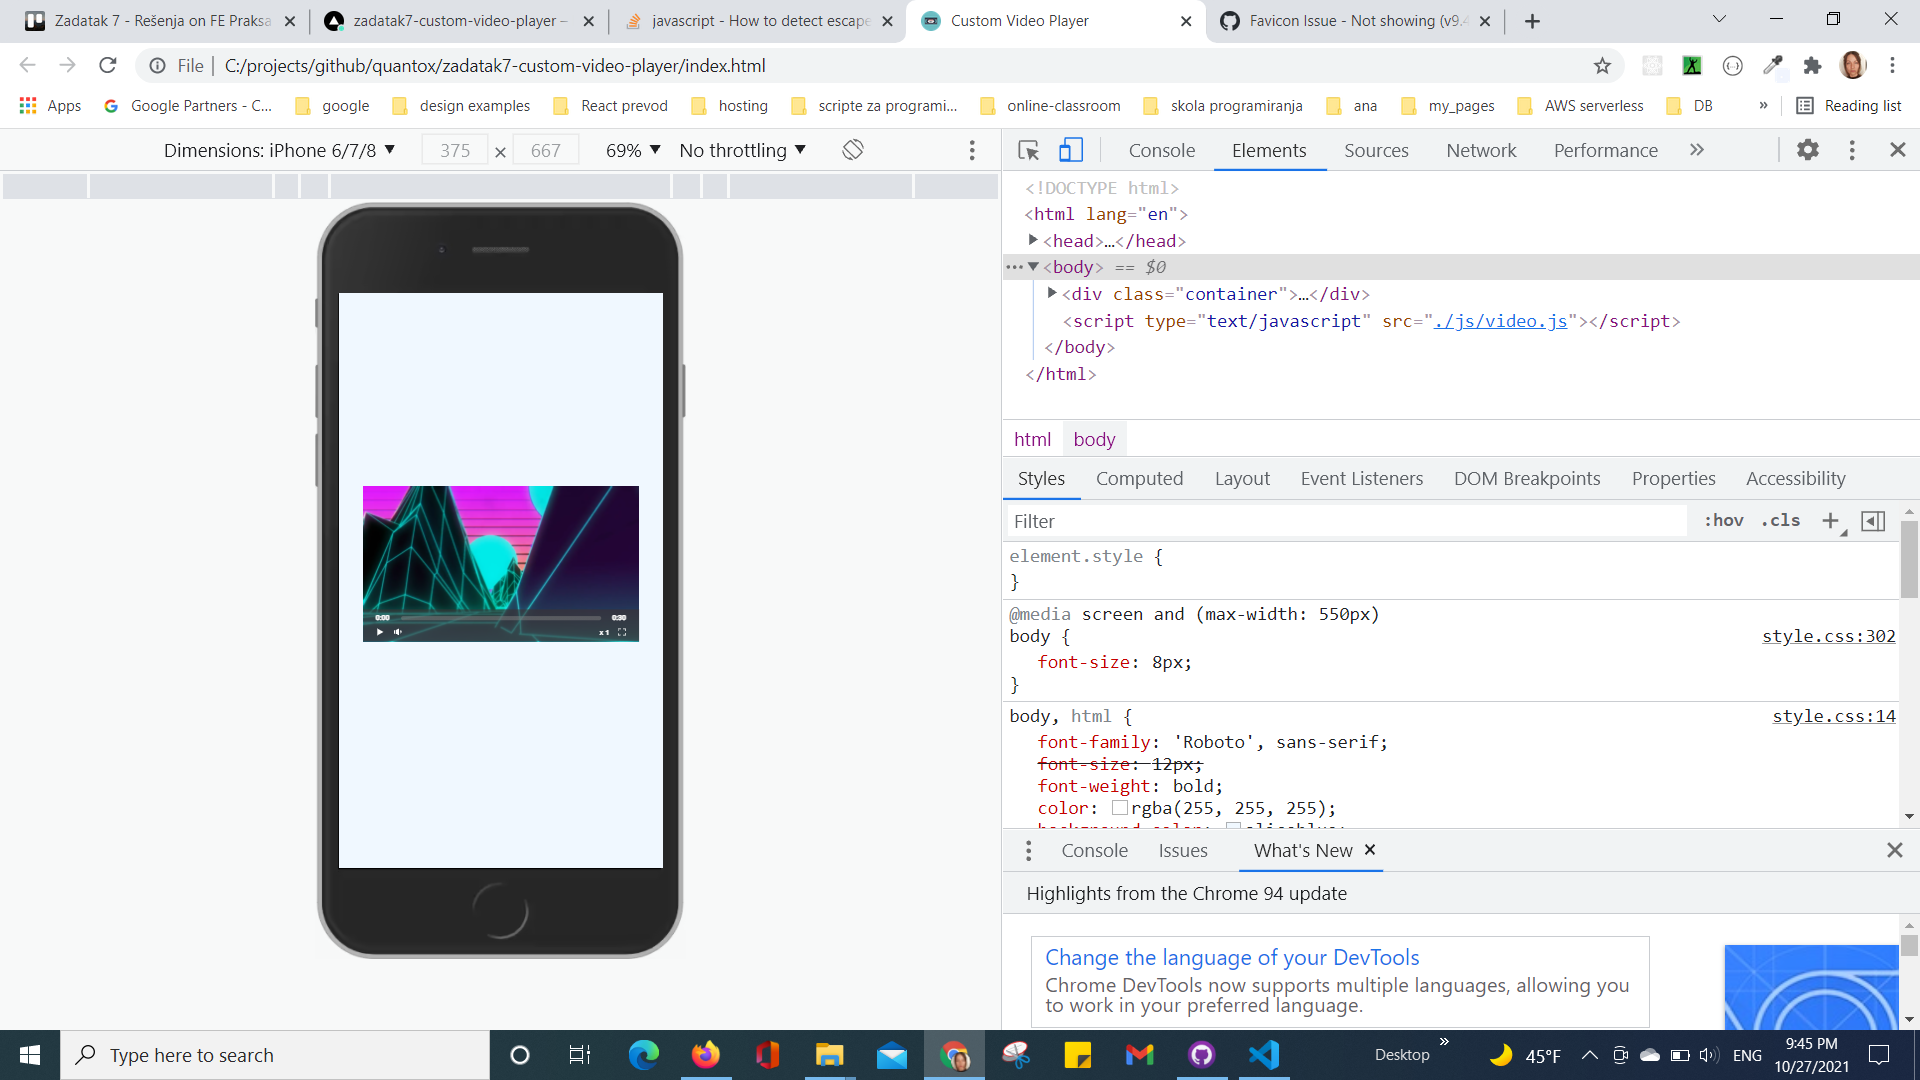 Zadatak 7 - Rešenja on FE Praksa
zadatak7-custom-video-player –
javascript - How to detect escape
Custom Video Player
Favicon Issue - Not showing (v9.4
File | C:/projects/github/quantox/zadatak7-custom-video-player/index.html
Apps
Google Partners - C...
google
design examples
React prevod
hosting
scripte za programi...
online-classroom
skola programiranja
ana
my_pages
AWS serverless
DB
»
Reading list
Dimensions: iPhone 6/7/8 ▼ 375 × 667 69% ▼ No throttling ▼
0:00 0:30
x 1
Console Elements Sources Network Performance »
<!DOCTYPE html>
<html lang="en">
<head>…</head>
<body> == $0
<div class="container">…</div>
<script type="text/javascript" src="./js/video.js"></script>
</body>
</html>
html body
Styles Computed Layout Event Listeners DOM Breakpoints Properties Accessibility
Filter :hov .cls +
element.style {
}
@media screen and (max-width: 550px)
body { style.css:302
font-size: 8px;
}
body, html { style.css:14
font-family: 'Roboto', sans-serif;
font-size: 12px;
font-weight: bold;
color: rgba(255, 255, 255);
background-color: aliceblue;
Console Issues What's New ×
Highlights from the Chrome 94 update
Change the language of your DevTools
Chrome DevTools now supports multiple languages, allowing you
to work in your preferred language.
Type here to search
Desktop »
45°F
ENG
9:45 PM
10/27/2021